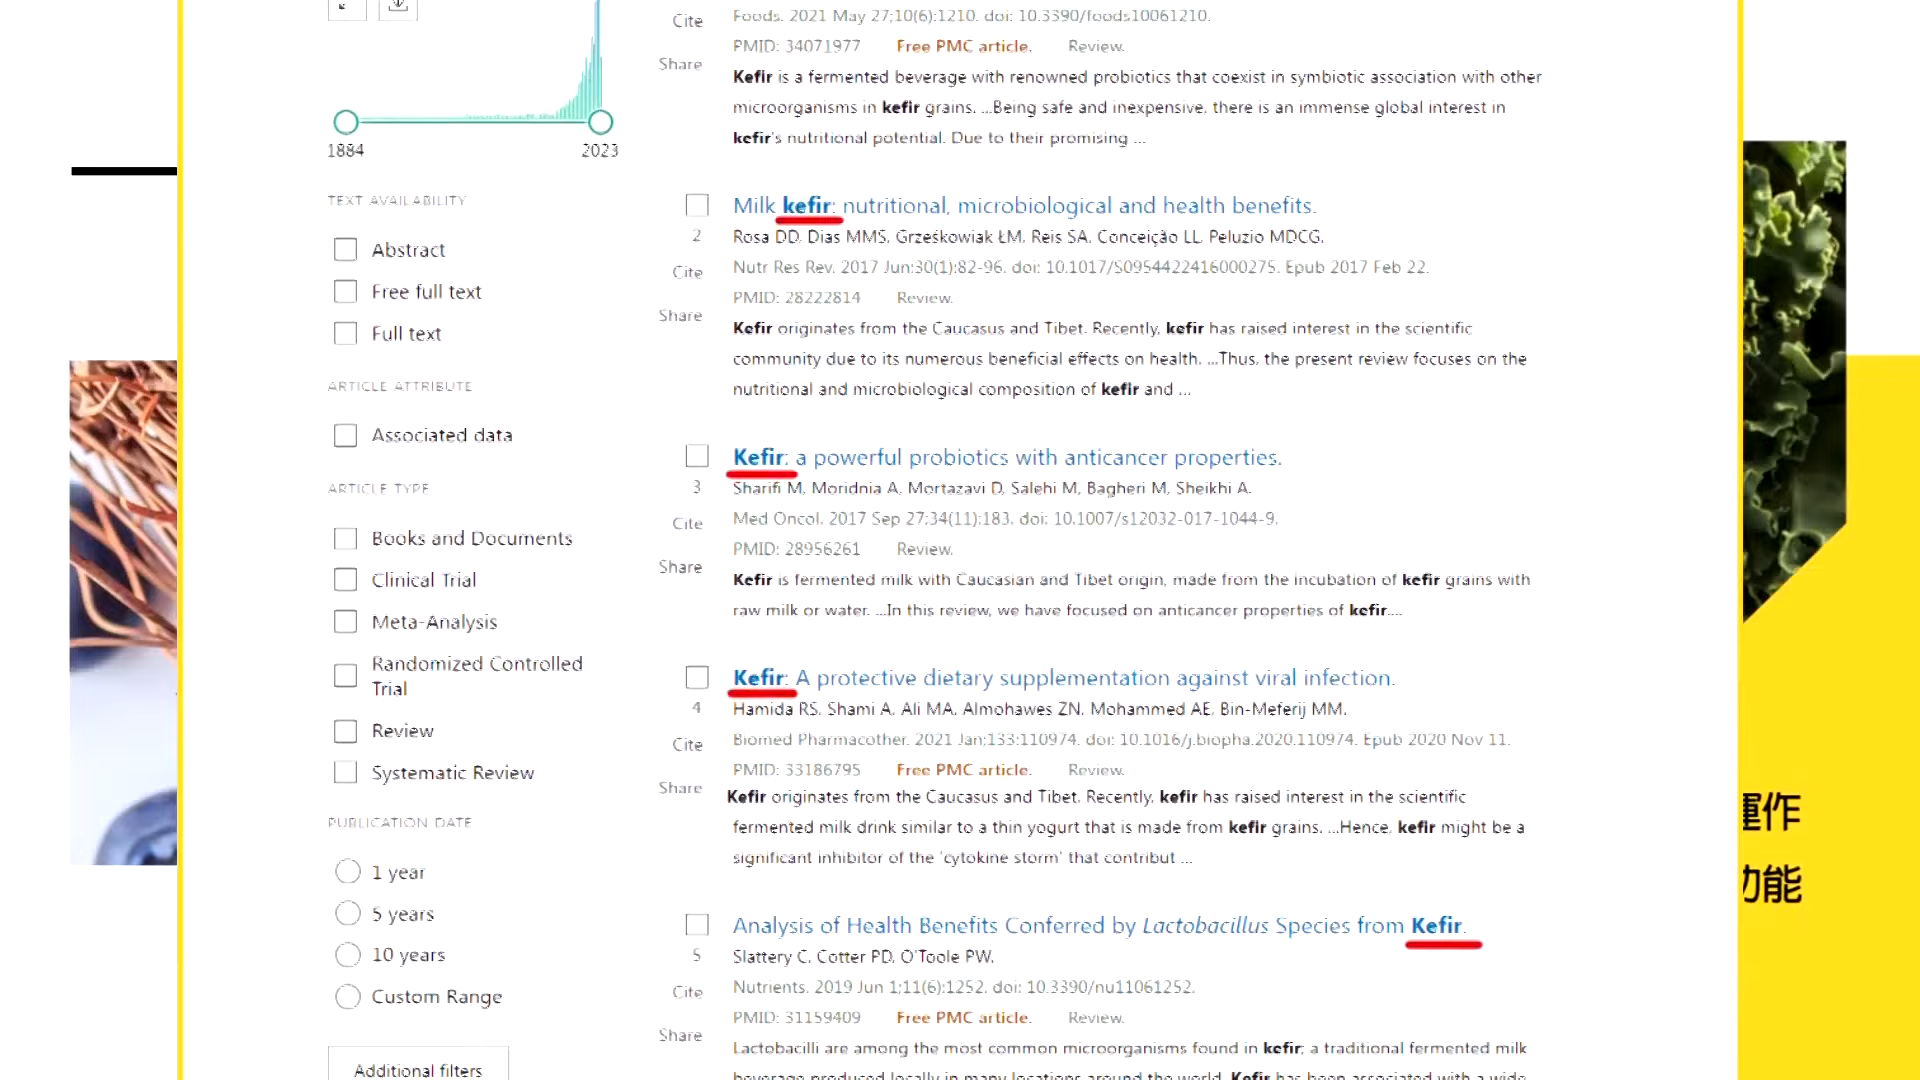 Foods. 2021 May 27;10(6):1210. doi: 10.3390/foods10061210.
Cite
PMID: 34071977 Free PMC article. Review.
Share
Kefir is a fermented beverage with renowned probiotics that coexist in symbiotic association with other
microorganisms in kefir grains. ...Being safe and inexpensive, there is an immense global interest in
kefir's nutritional potential. Due to their promising ...
1884 2023
TEXT AVAILABILITY
Abstract
Free full text
Full text
ARTICLE ATTRIBUTE
Associated data
ARTICLE TYPE
Books and Documents
Clinical Trial
Meta-Analysis
Randomized Controlled
Trial
Review
Systematic Review
PUBLICATION DATE
1 year
5 years
10 years
Custom Range
Additional filters
Milk kefir: nutritional, microbiological and health benefits.
2
Rosa DD, Dias MMS, Grześkowiak ŁM, Reis SA, Conceição LL, Peluzio MDCG.
Nutr Res Rev. 2017 Jun;30(1):82-96. doi: 10.1017/S0954422416000275. Epub 2017 Feb 22.
Cite
PMID: 28222814 Review.
Share
Kefir originates from the Caucasus and Tibet. Recently, kefir has raised interest in the scientific
community due to its numerous beneficial effects on health. ...Thus, the present review focuses on the
nutritional and microbiological composition of kefir and ...
Kefir: a powerful probiotics with anticancer properties.
3
Sharifi M, Moridnia A, Mortazavi D, Salehi M, Bagheri M, Sheikhi A.
Med Oncol. 2017 Sep 27;34(11):183. doi: 10.1007/s12032-017-1044-9.
Cite
PMID: 28956261 Review.
Share
Kefir is fermented milk with Caucasian and Tibet origin, made from the incubation of kefir grains with
raw milk or water. ...In this review, we have focused on anticancer properties of kefir....
Kefir: A protective dietary supplementation against viral infection.
4
Hamida RS, Shami A, Ali MA, Almohawes ZN, Mohammed AE, Bin-Meferij MM.
Biomed Pharmacother. 2021 Jan;133:110974. doi: 10.1016/j.biopha.2020.110974. Epub 2020 Nov 11.
Cite
PMID: 33186795 Free PMC article. Review.
Share
Kefir originates from the Caucasus and Tibet. Recently, kefir has raised interest in the scientific
fermented milk drink similar to a thin yogurt that is made from kefir grains. ...Hence, kefir might be a
significant inhibitor of the 'cytokine storm' that contribut ...
Analysis of Health Benefits Conferred by Lactobacillus Species from Kefir.
5
Slattery C, Cotter PD, O'Toole PW.
Nutrients. 2019 Jun 1;11(6):1252. doi: 10.3390/nu11061252.
Cite
PMID: 31159409 Free PMC article. Review.
Share
Lactobacilli are among the most common microorganisms found in kefir; a traditional fermented milk
beverage produced locally in many locations around the world. Kefir has been associated with a wide
運作
功能